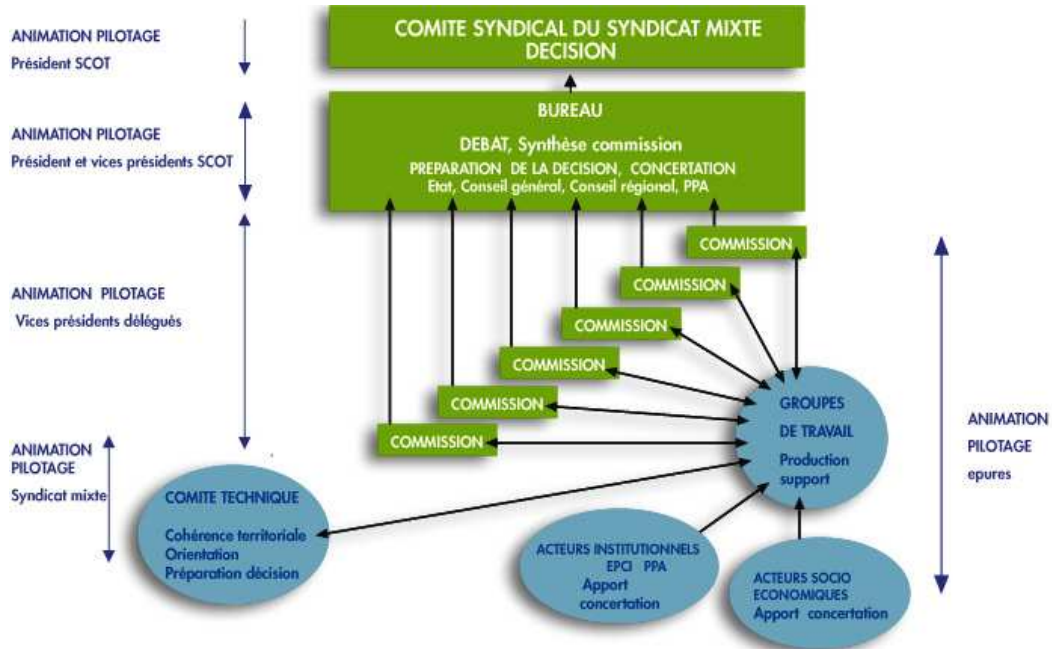 ANIMATION PILOTAGE
Président SCOT
COMITE SYNDICAL DU SYNDICAT MIXTE
DECISION
ANIMATION PILOTAGE
Président et vices présidents SCOT
BUREAU
DEBAT, Synthèse commission
PREPARATION DE LA DECISION, CONCERTATION
Etat, Conseil général, Conseil régional, PPA
ANIMATION PILOTAGE
Vices présidents délégués
COMMISSION
COMMISSION
COMMISSION
COMMISSION
COMMISSION
COMMISSION
GROUPES
DE TRAVAIL
Production
support
ANIMATION
PILOTAGE
epures
ANIMATION
PILOTAGE
Syndicat mixte
COMITE TECHNIQUE
Cohérence territoriale
Orientation
Préparation décision
ACTEURS INSTITUTIONNELS
EPCI PPA
Apport
concertation
ACTEURS SOCIO
ECONOMIQUES
Apport concertation